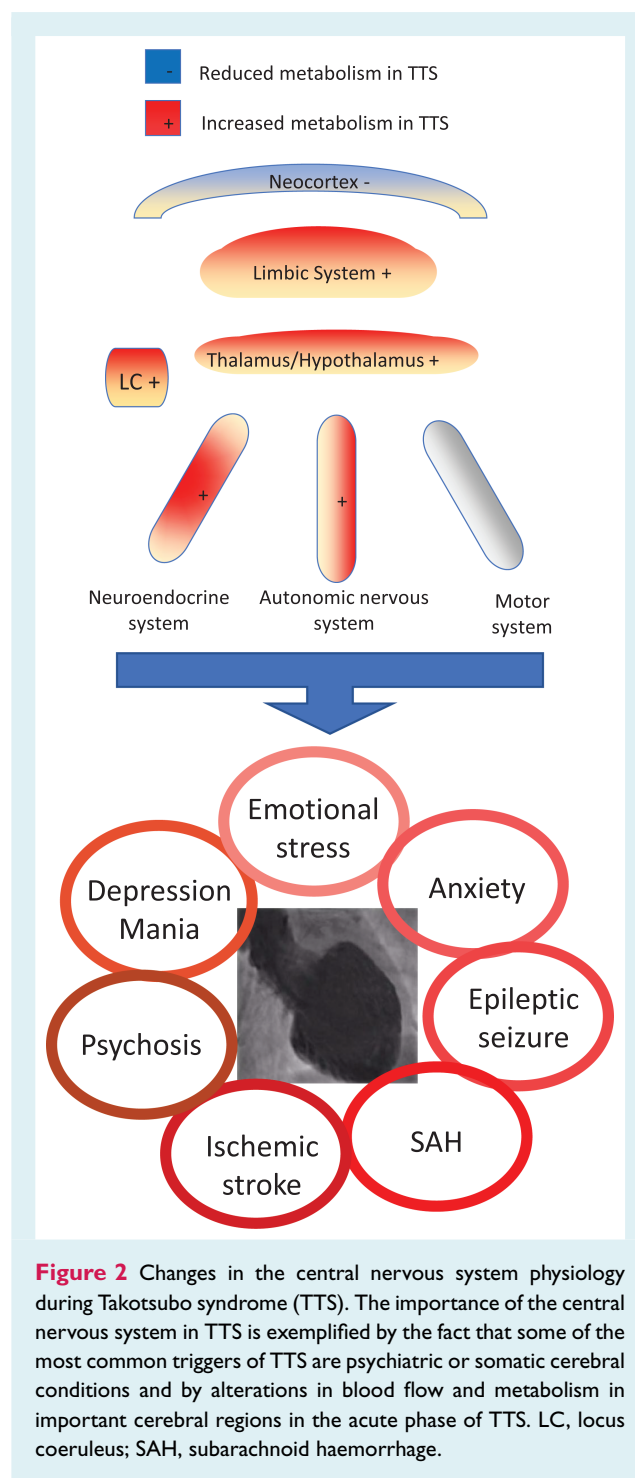 -
Reduced metabolism in TTS
+
Increased metabolism in TTS
Neocortex -
Limbic System +
Thalamus/Hypothalamus +
LC +
+
+
Neuroendocrine
system
Autonomic nervous
system
Motor
system
Emotional
stress
Depression
Mania
Anxiety
Epileptic
seizure
Psychosis
SAH
Ischemic
stroke
Figure 2 Changes in the central nervous system physiology
during Takotsubo syndrome (TTS). The importance of the central
nervous system in TTS is exemplified by the fact that some of the
most common triggers of TTS are psychiatric or somatic cerebral
conditions and by alterations in blood flow and metabolism in
important cerebral regions in the acute phase of TTS. LC, locus
coeruleus; SAH, subarachnoid haemorrhage.